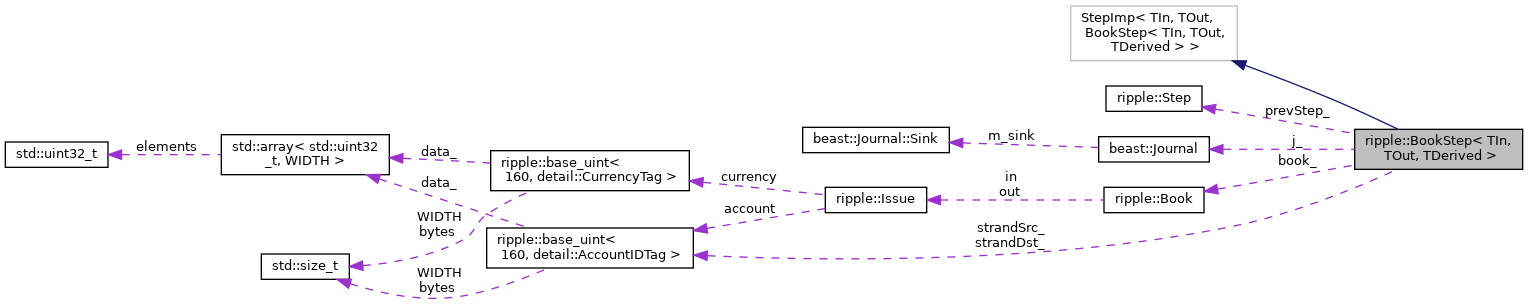 StepImp< TIn, TOut,
BookStep< TIn, TOut,
TDerived > >
ripple::Step
prevStep_
beast::Journal::Sink
m_sink
beast::Journal
j_
ripple::BookStep< TIn,
TOut, TDerived >
std::uint32_t
elements
std::array< std::uint32
_t, WIDTH >
data_
ripple::base_uint<
160, detail::CurrencyTag >
currency
in
out
book_
data_
account
ripple::Issue
ripple::Book
WIDTH
bytes
ripple::base_uint<
160, detail::AccountIDTag >
strandSrc_
strandDst_
std::size_t
WIDTH
bytes